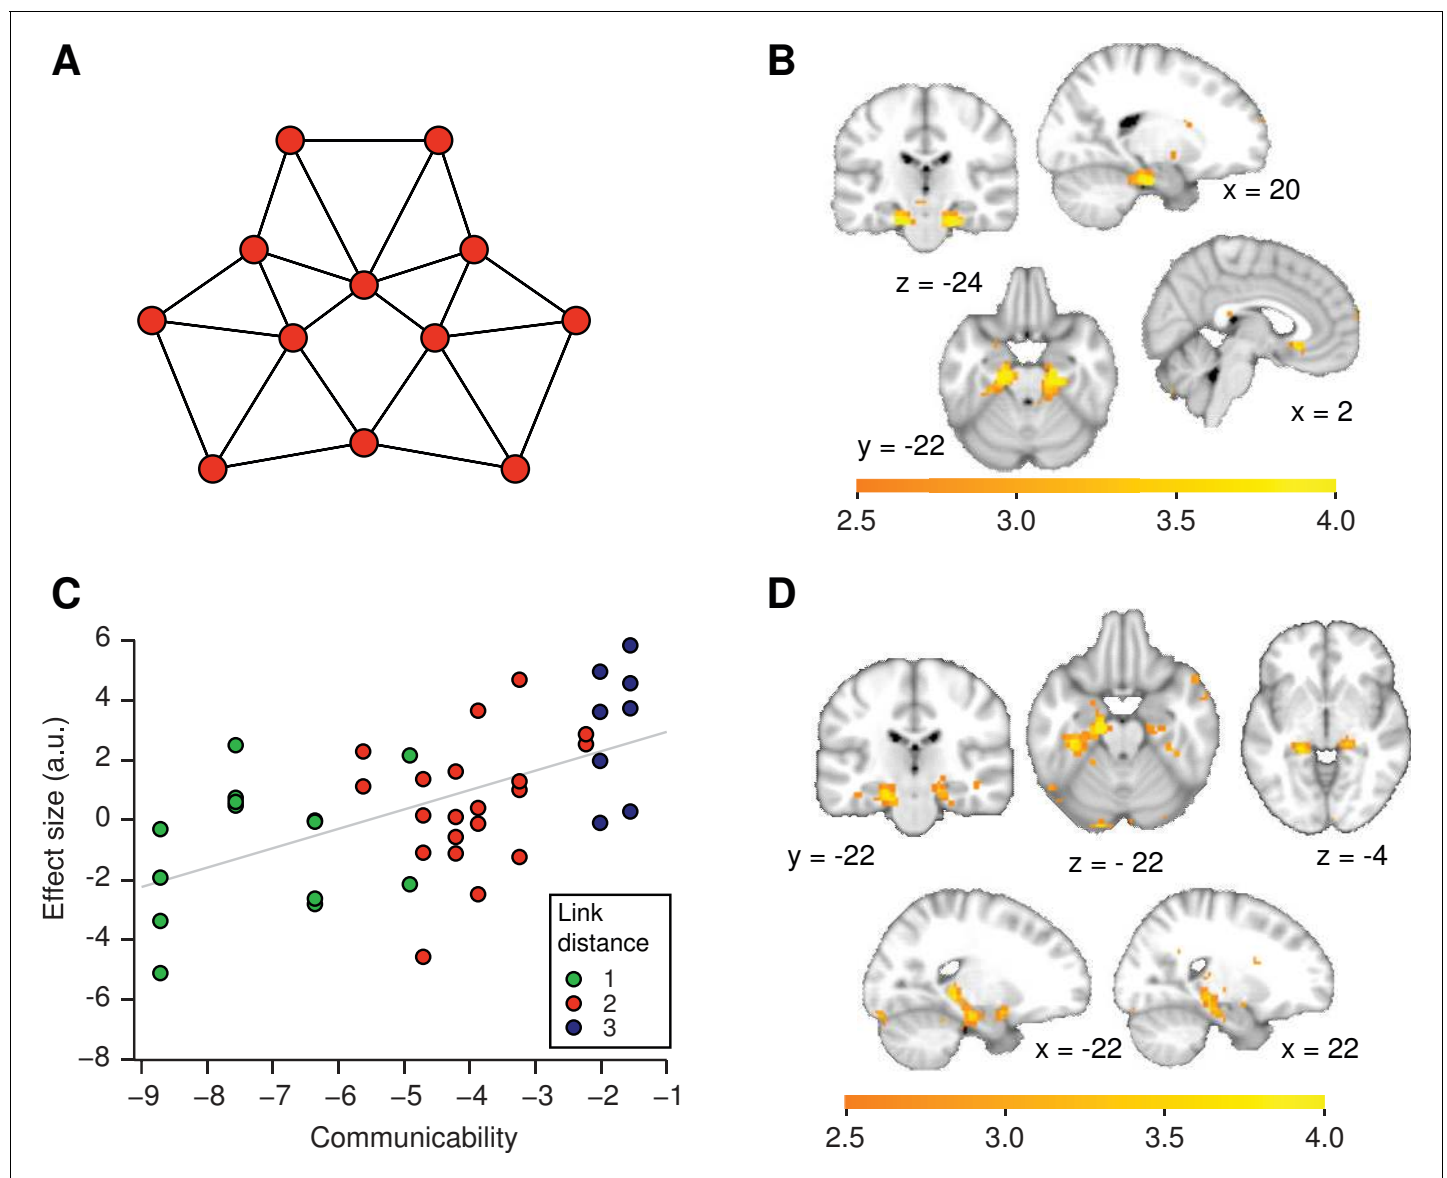 A
B
x = 20
z = -24
x = 2
y = -22
2.5 3.0 3.5 4.0
C
6
4
2
0
-2
-4
-6
−8
Effect size (a.u.)
Link
distance
1
2
3
−9 −8 −7 −6 −5 −4 −3 −2 −1
Communicability
D
y = -22
z = - 22
z = -4
x = -22
x = 22
2.5 3.0 3.5 4.0